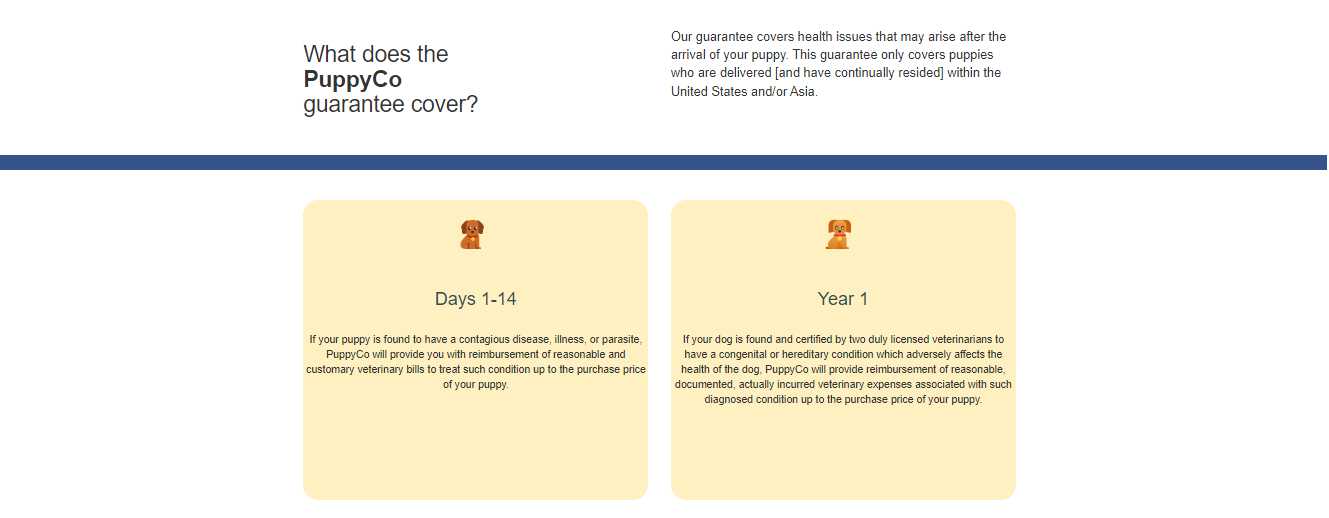 What does the
PuppyCo
guarantee cover?
Our guarantee covers health issues that may arise after the
arrival of your puppy. This guarantee only covers puppies
who are delivered [and have continually resided] within the
United States and/or Asia.
Days 1-14
If your puppy is found to have a contagious disease, illness, or parasite,
PuppyCo will provide you with reimbursement of reasonable and
customary veterinary bills to treat such condition up to the purchase price
of your puppy.
Year 1
If your dog is found and certified by two duly licensed veterinarians to
have a congenital or hereditary condition which adversely affects the
health of the dog, PuppyCo will provide reimbursement of reasonable,
documented, actually incurred veterinary expenses associated with such
diagnosed condition up to the purchase price of your puppy.